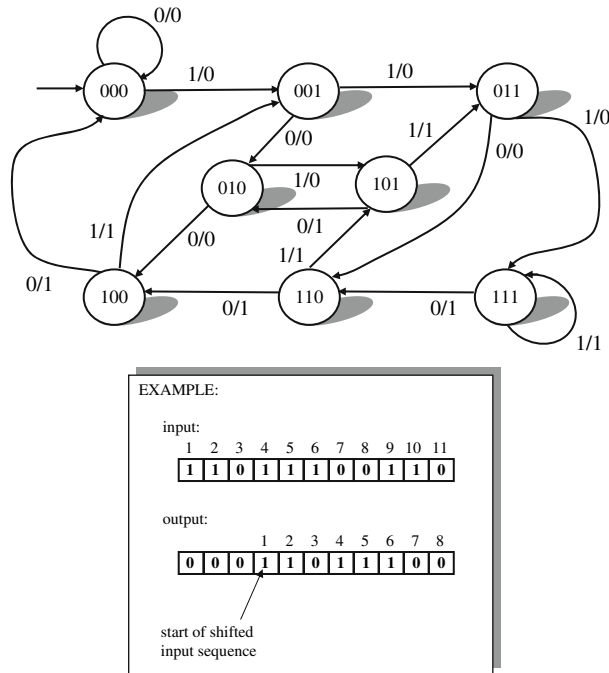 0/0
000
1/0
001
1/0
011
1/0
0/0
1/1
0/0
010
1/0
101
0/1
1/1
0/0
1/1
0/1
100
0/1
110
0/1
111
1/1
EXAMPLE:
input:
1 2 3 4 5 6 7 8 9 10 11
1 1 0 1 1 1 0 0 1 1 0
output:
1 2 3 4 5 6 7 8
0 0 0 1 1 0 1 1 1 0 0
start of shifted
input sequence